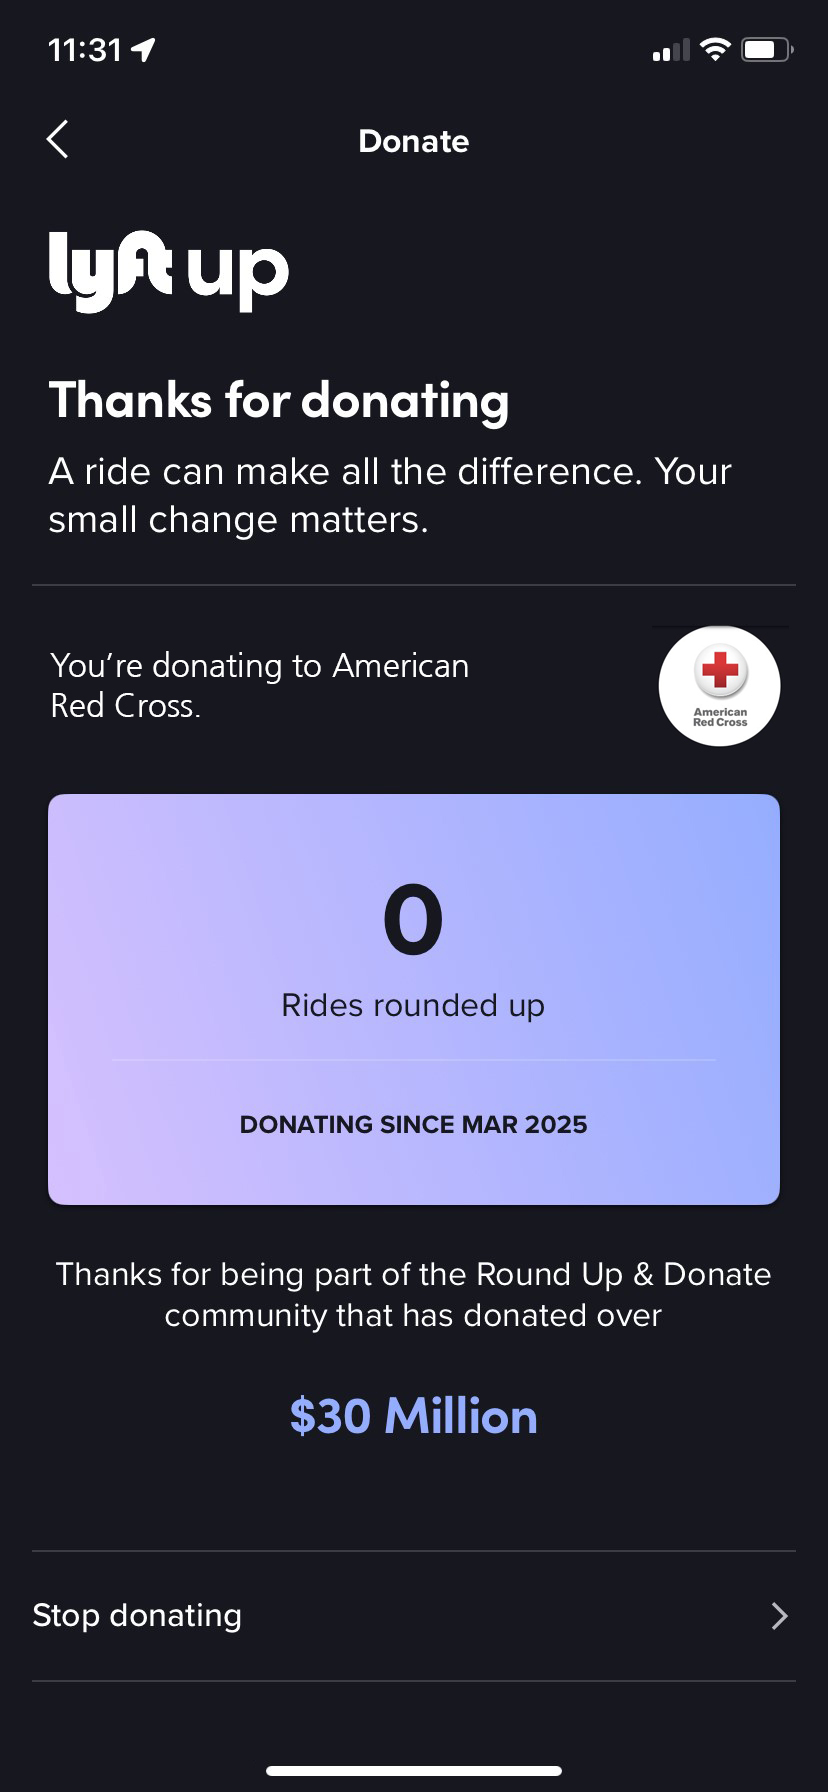 11:31
Donate
lyft up
Thanks for donating
A ride can make all the difference. Your
small change matters.
You're donating to American
Red Cross.
American
Red Cross
0
Rides rounded up
DONATING SINCE MAR 2025
Thanks for being part of the Round Up & Donate
community that has donated over
$30 Million
Stop donating